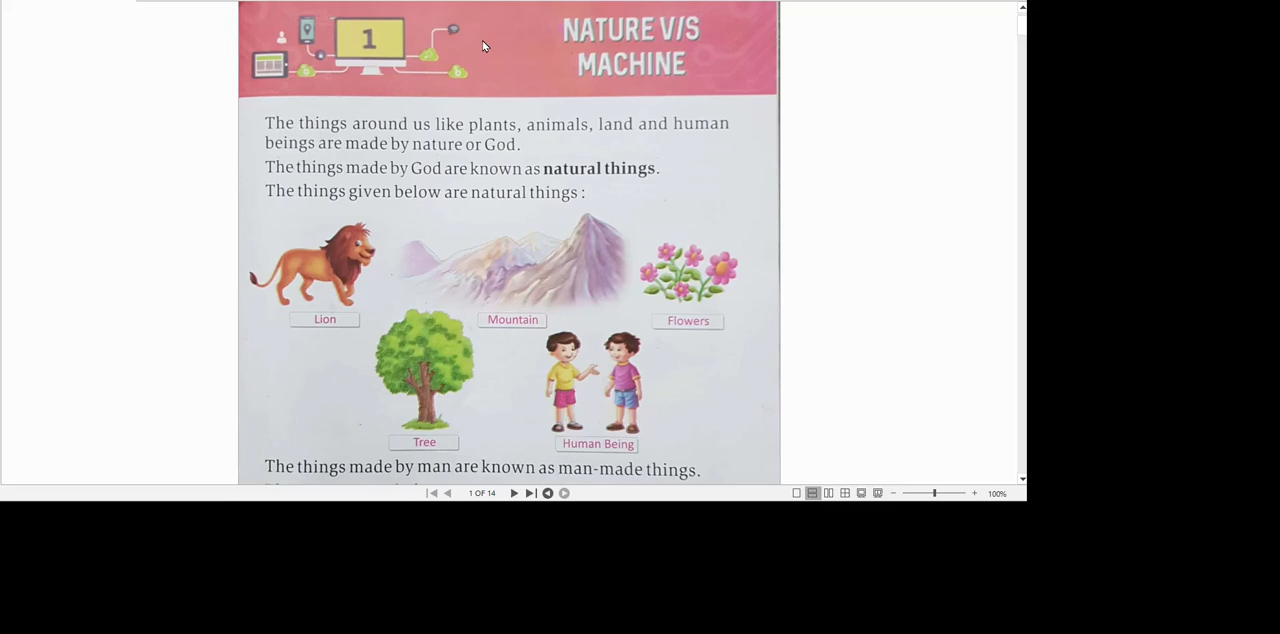 1
NATURE V/S
MACHINE
The things around us like plants, animals, land and human
beings are made by nature or God.
The things made by God are known as natural things.
The things given below are natural things :
Lion
Mountain
Flowers
Tree
Human Being
The things made by man are known as man-made things.
1 OF 14
100%